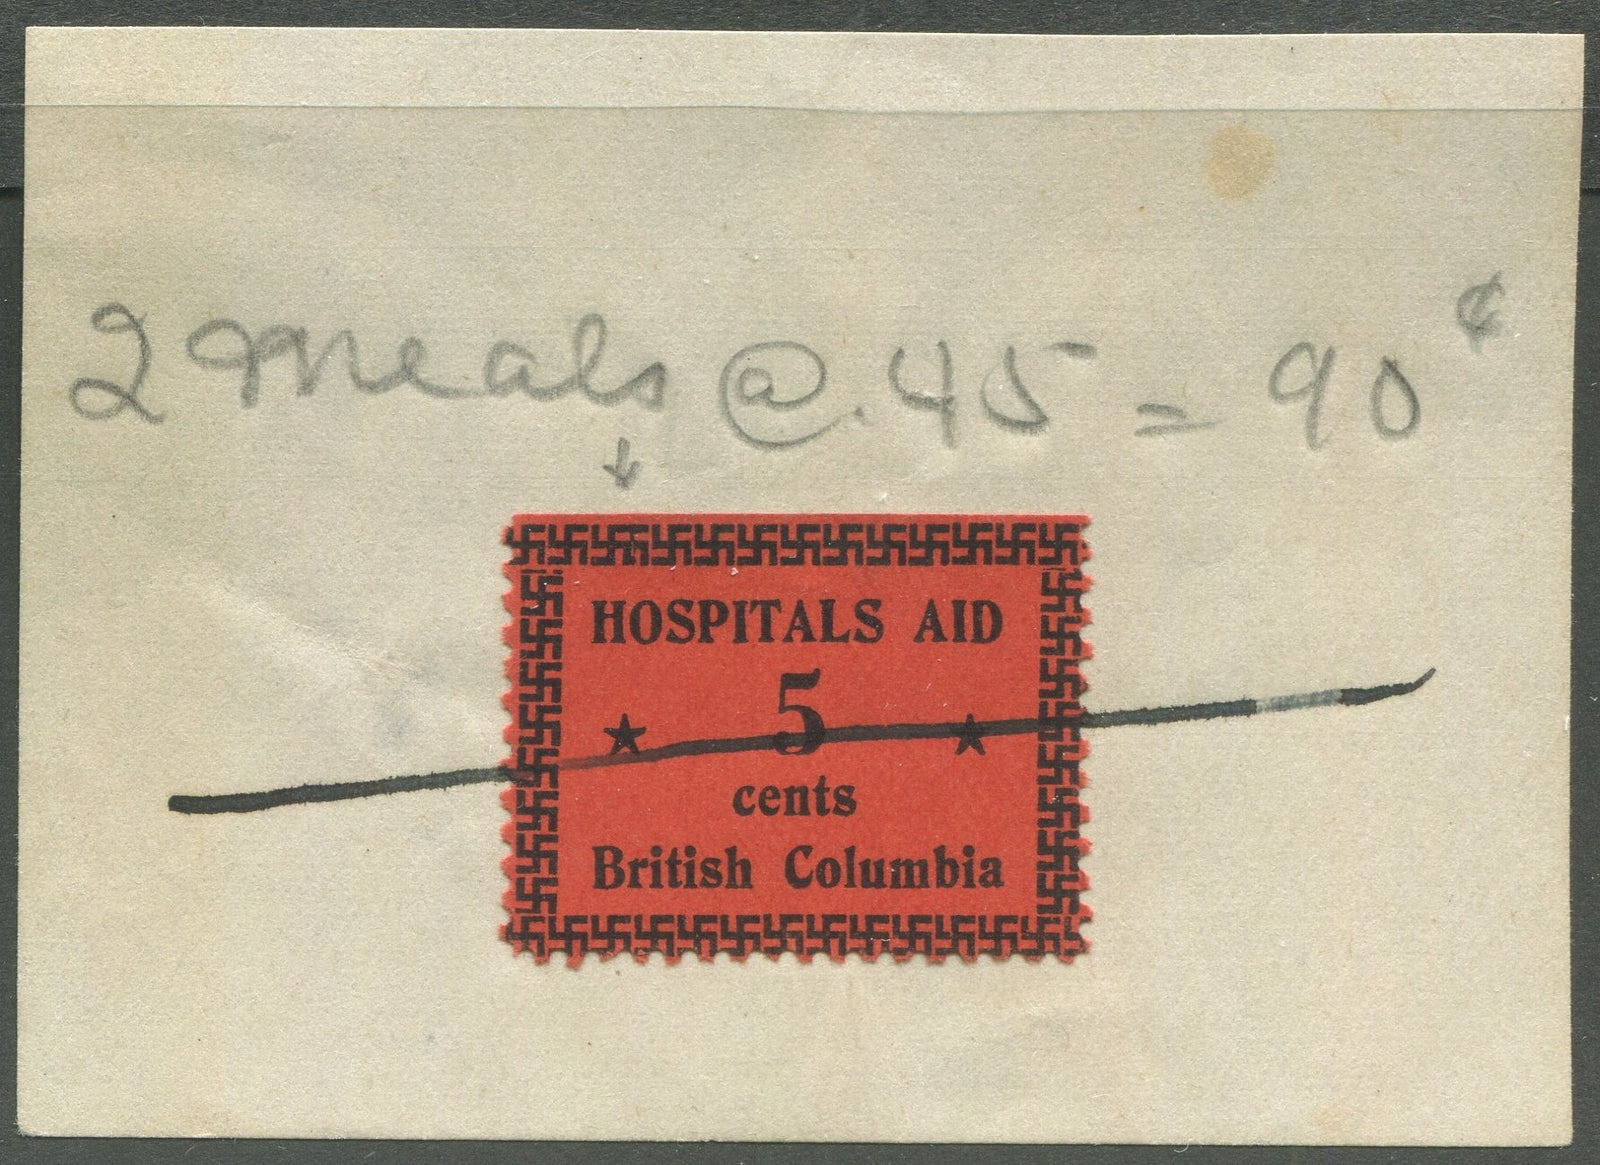 2 Meals @ .45 = 90¢
HOSPITALS AID
5
cents
British Columbia